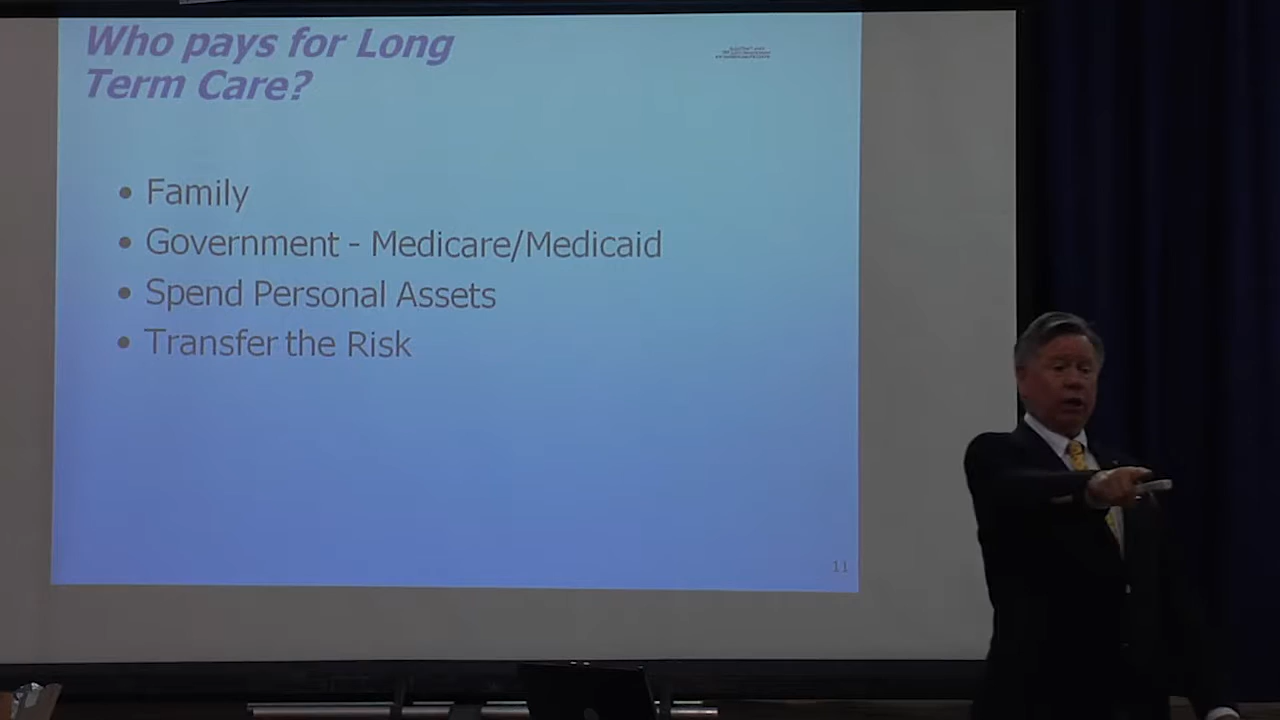 Who pays for Long
Term Care?
• Family
• Government - Medicare/Medicaid
• Spend Personal Assets
• Transfer the Risk
11